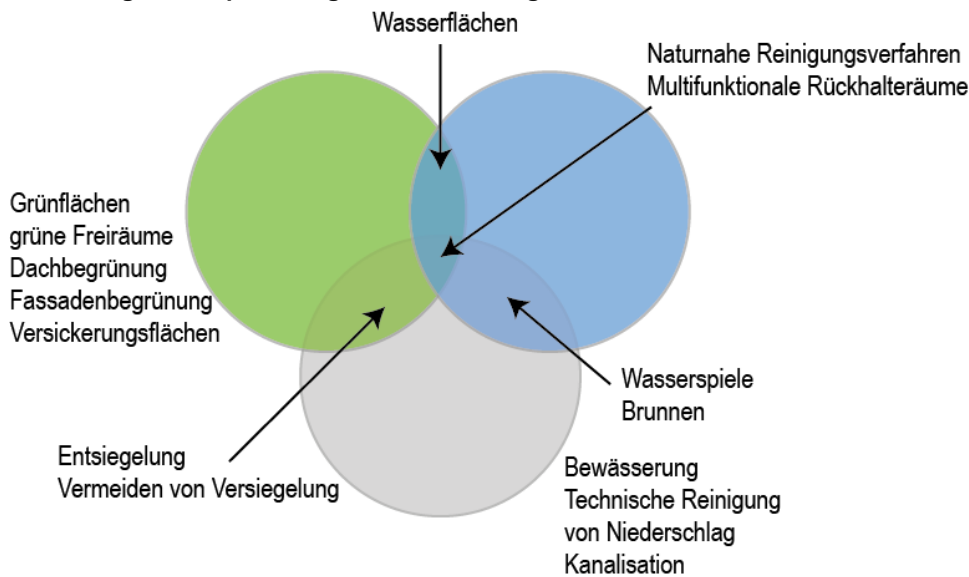 Wasserflächen
Naturnahe Reinigungsverfahren
Multifunktionale Rückhalteräume
Grünflächen
grüne Freiräume
Dachbegrünung
Fassadenbegrünung
Versickerungsflächen
Wasserspiele
Brunnen
Entsiegelung
Vermeiden von Versiegelung
Bewässerung
Technische Reinigung
von Niederschlag
Kanalisation